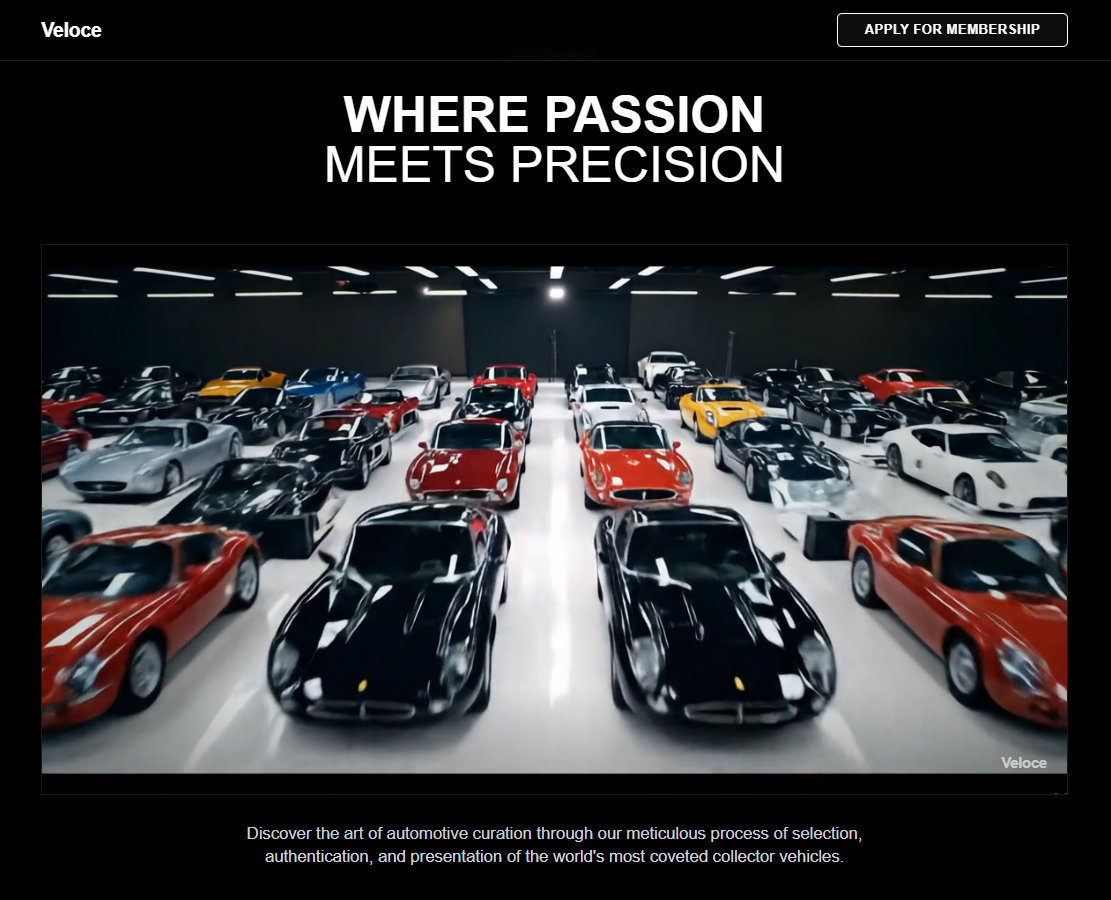 Veloce
APPLY FOR MEMBERSHIP
WHERE PASSION
MEETS PRECISION
Veloce
Discover the art of automotive curation through our meticulous process of selection,
authentication, and presentation of the world's most coveted collector vehicles.